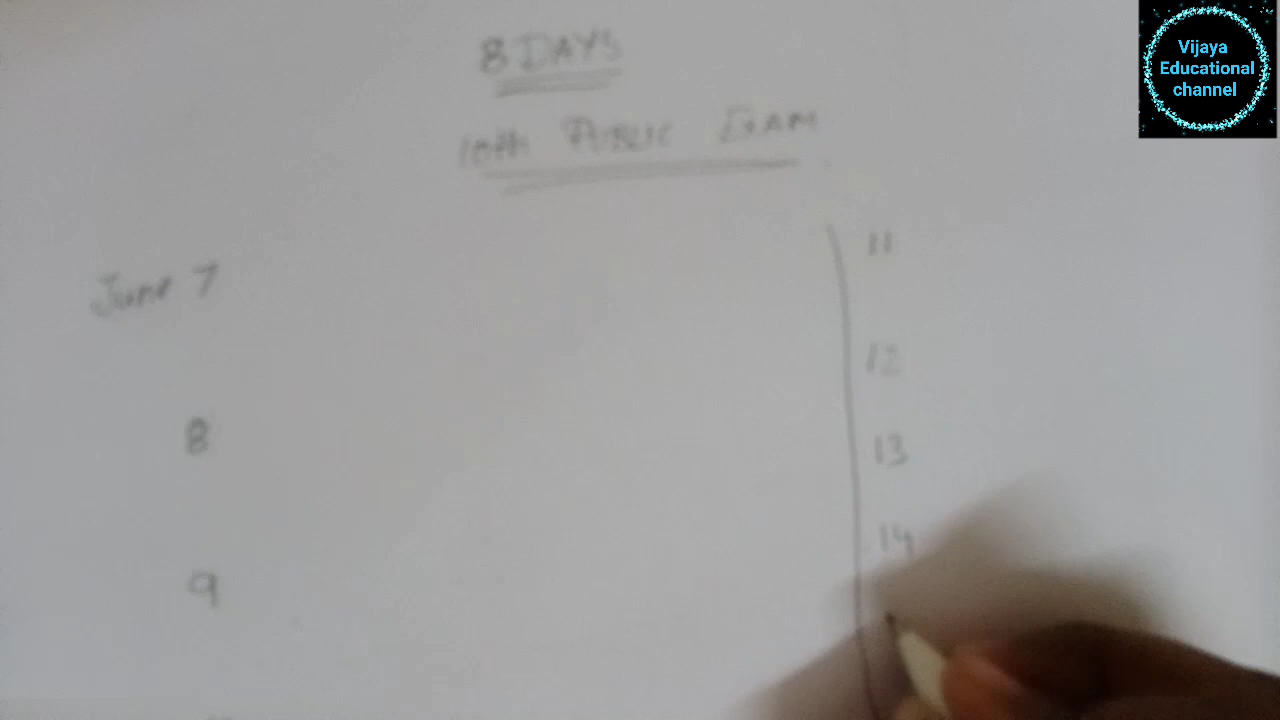 8 DAYS
10th PUBLIC EXAM
June 7
8
9
11
12
13
14
Vijaya
Educational
channel